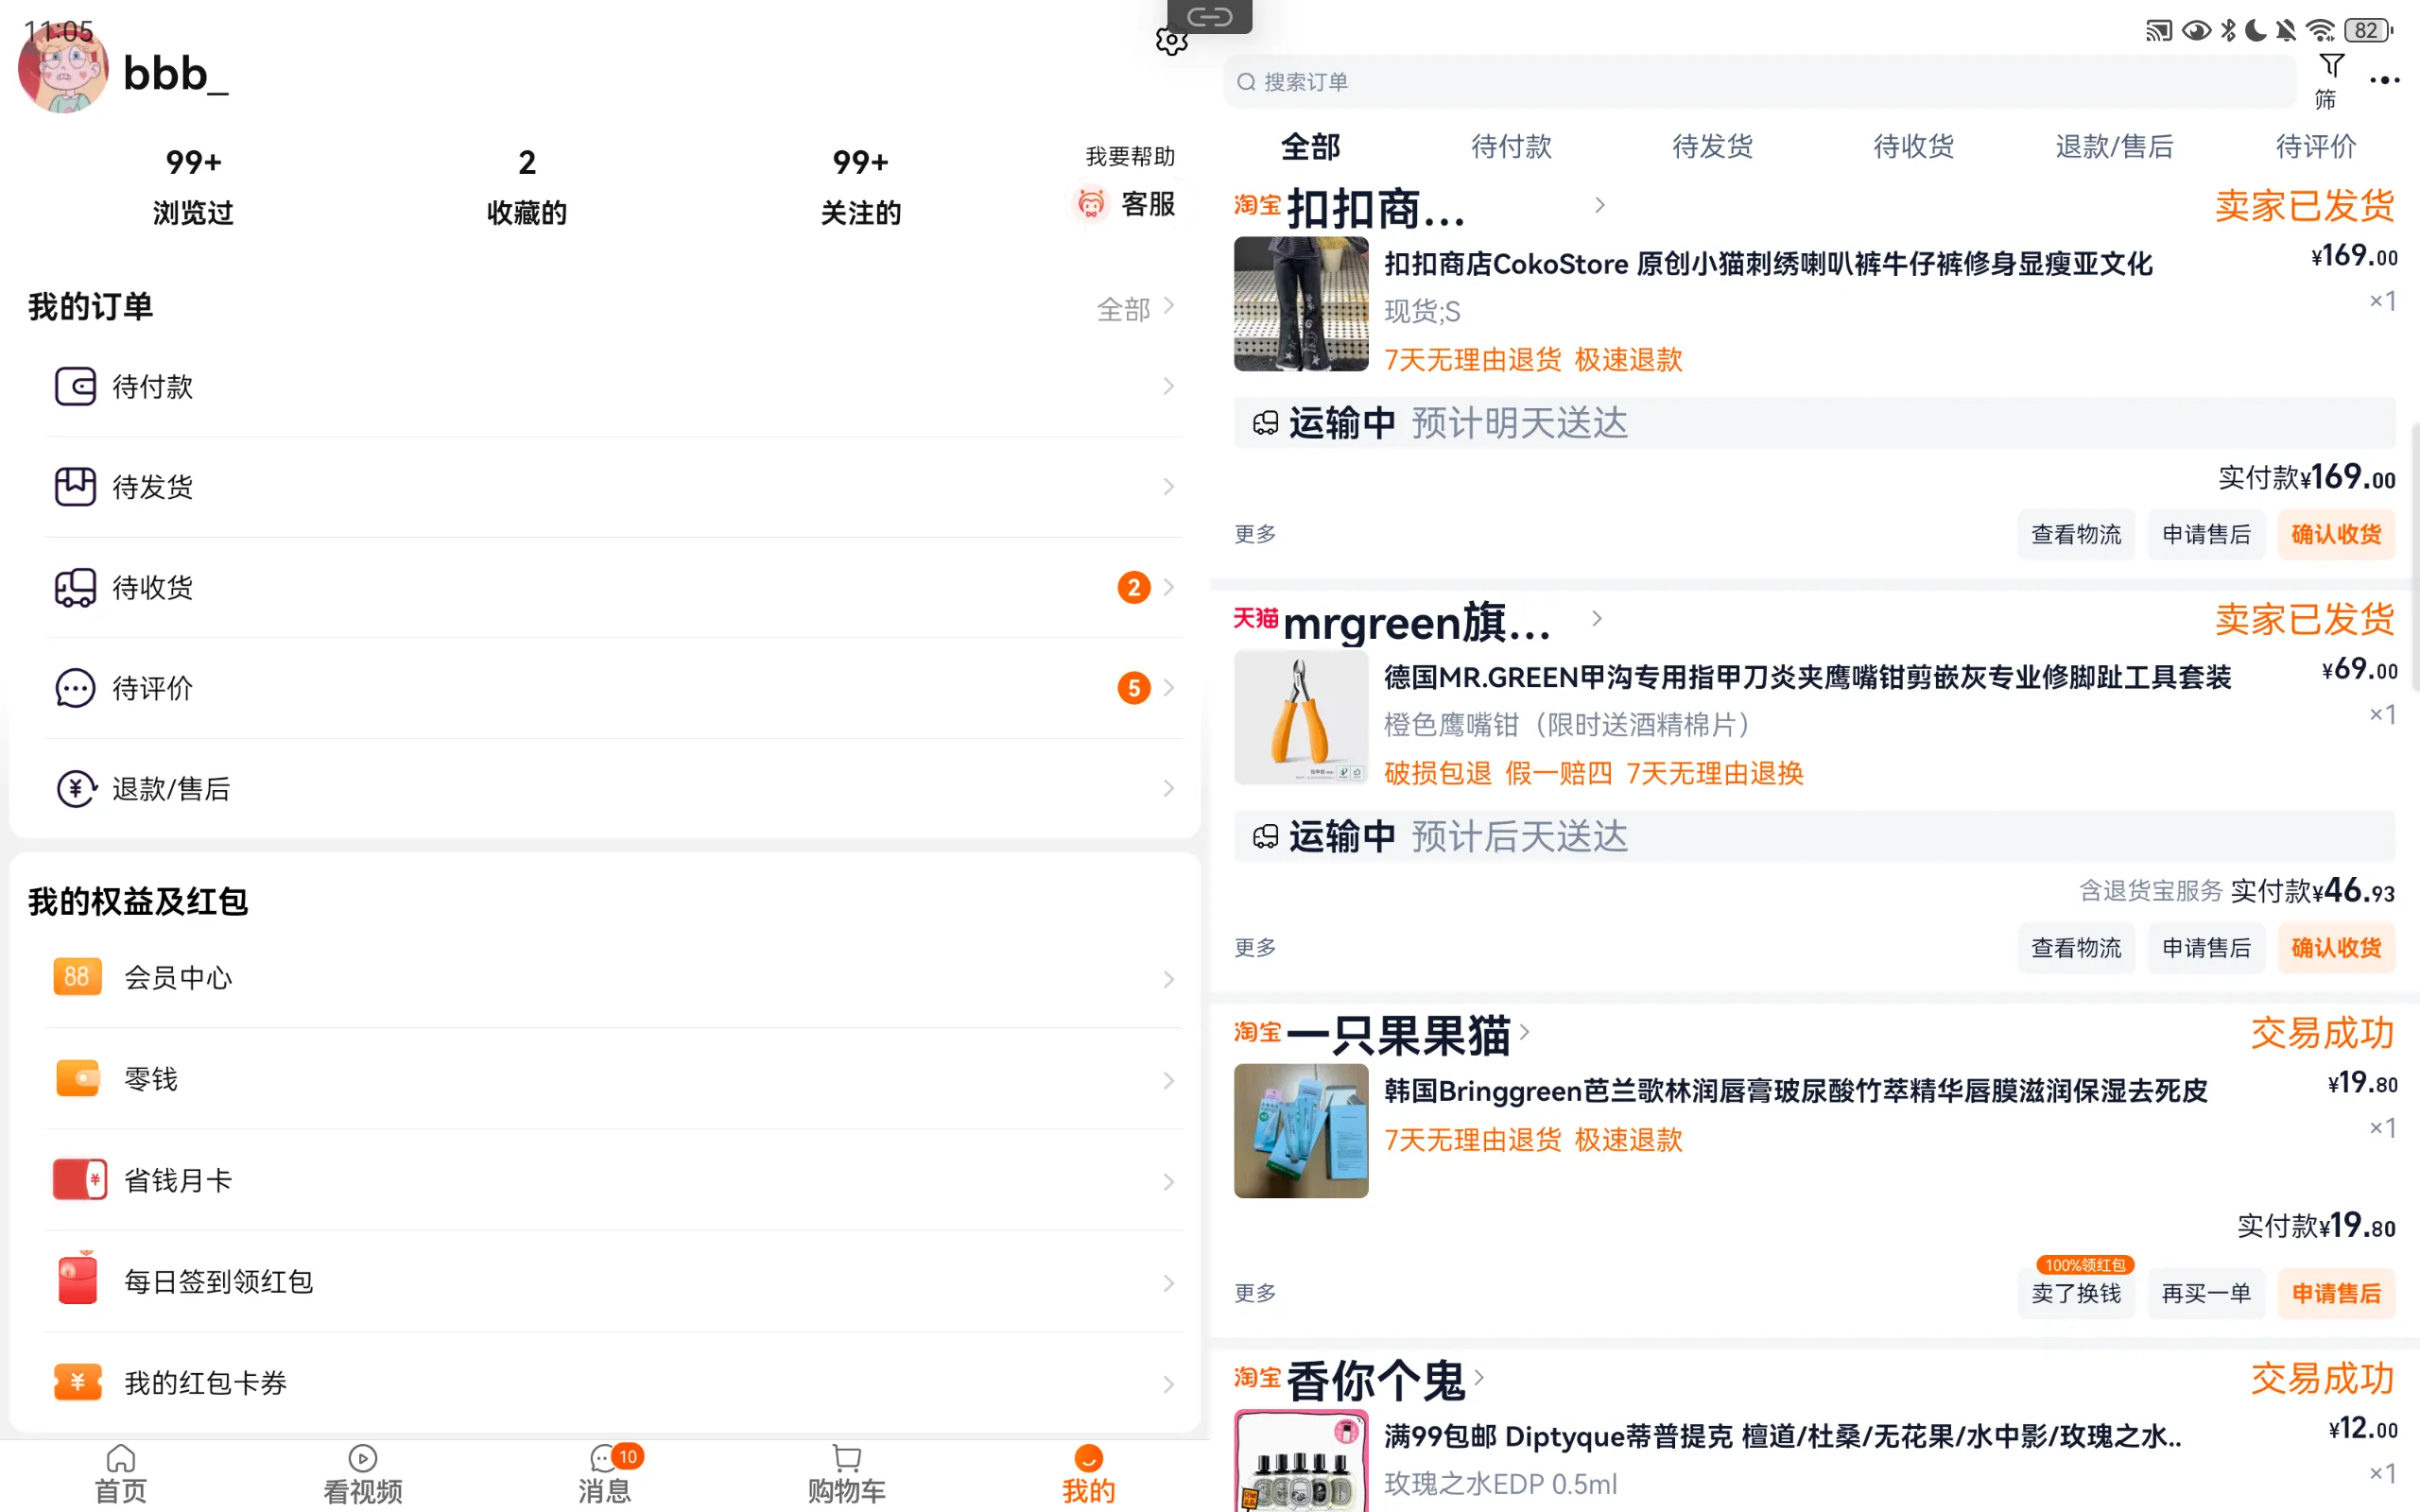 11:05
bbb_
99+
浏览过
2
收藏的
99+
关注的
我要帮助
客服
我的订单
全部
待付款
待发货
待收货
2
待评价
5
退款/售后
我的权益及红包
88
会员中心
零钱
¥
省钱月卡
每日签到领红包
¥
我的红包卡券
首页
看视频
10
消息
购物车
我的
82
搜索订单
筛
全部
待付款
待发货
待收货
退款/售后
待评价
淘宝 扣扣商...
卖家已发货
扣扣商店CokoStore 原创小猫刺绣喇叭裤牛仔裤修身显瘦亚文化
¥169.00
现货;S
×1
7天无理由退货 极速退款
运输中 预计明天送达
实付款¥169.00
更多
查看物流
申请售后
确认收货
天猫 mrgreen旗...
卖家已发货
德国MR.GREEN甲沟专用指甲刀炎夹鹰嘴钳剪嵌灰专业修脚趾工具套装
¥69.00
橙色鹰嘴钳（限时送酒精棉片）
×1
破损包退 假一赔四 7天无理由退换
运输中 预计后天送达
含退货宝服务 实付款¥46.93
更多
查看物流
申请售后
确认收货
淘宝 一只果果猫
交易成功
韩国Bringgreen芭兰歌林润唇膏玻尿酸竹萃精华唇膜滋润保湿去死皮
¥19.80
×1
7天无理由退货 极速退款
实付款¥19.80
更多
100%领红包
卖了换钱
再买一单
申请售后
淘宝 香你个鬼
交易成功
满99包邮 Diptyque蒂普提克 檀道/杜桑/无花果/水中影/玫瑰之水..
¥12.00
玫瑰之水EDP 0.5ml
×1